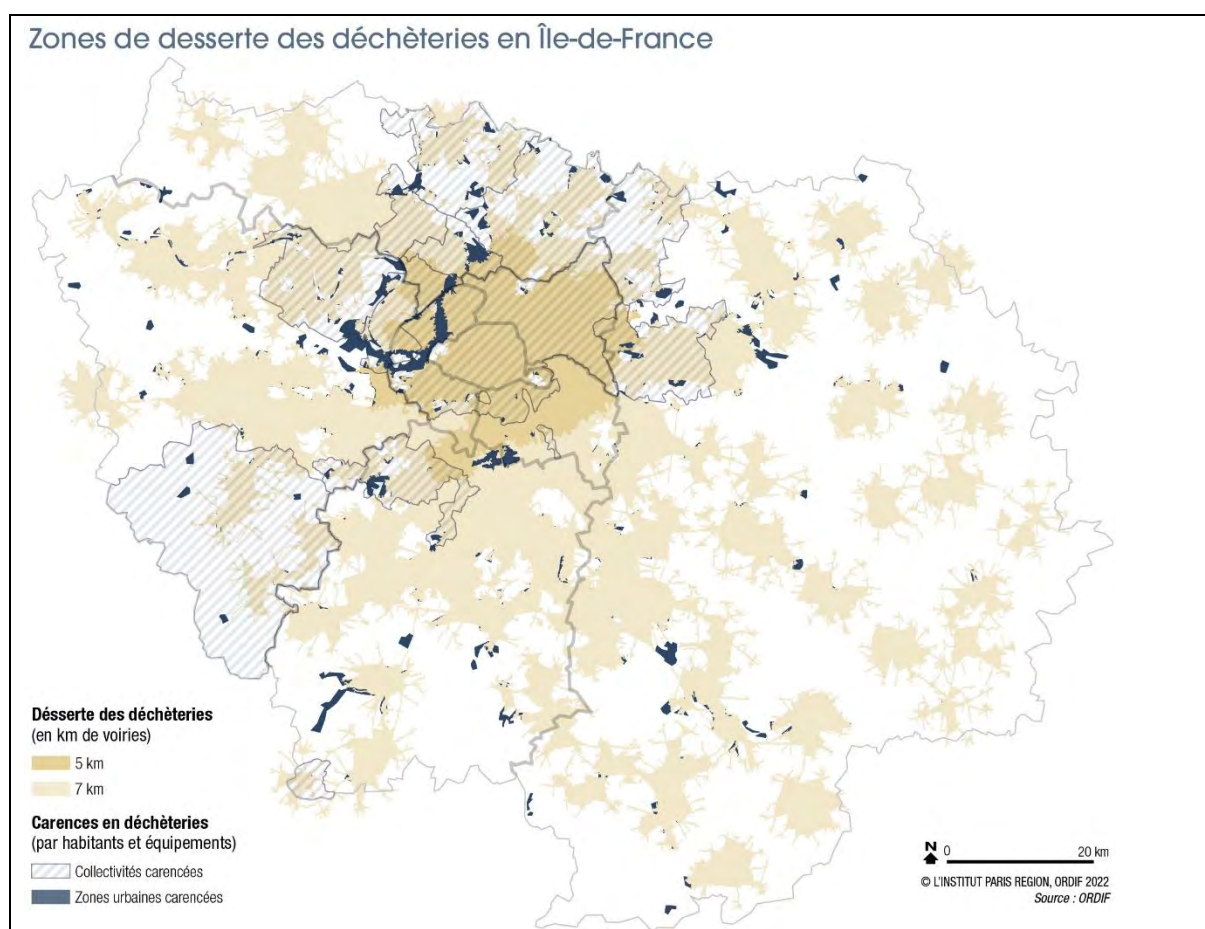 Zones de desserte des déchèteries en Île-de-France
Désserte des déchèteries
(en km de voiries)
5 km
7 km
Carences en déchèteries
(par habitants et équipements)
Collectivités carencées
Zones urbaines carencées
N 0 20 km
© L'INSTITUT PARIS REGION, ORDIF 2022
Source : ORDIF